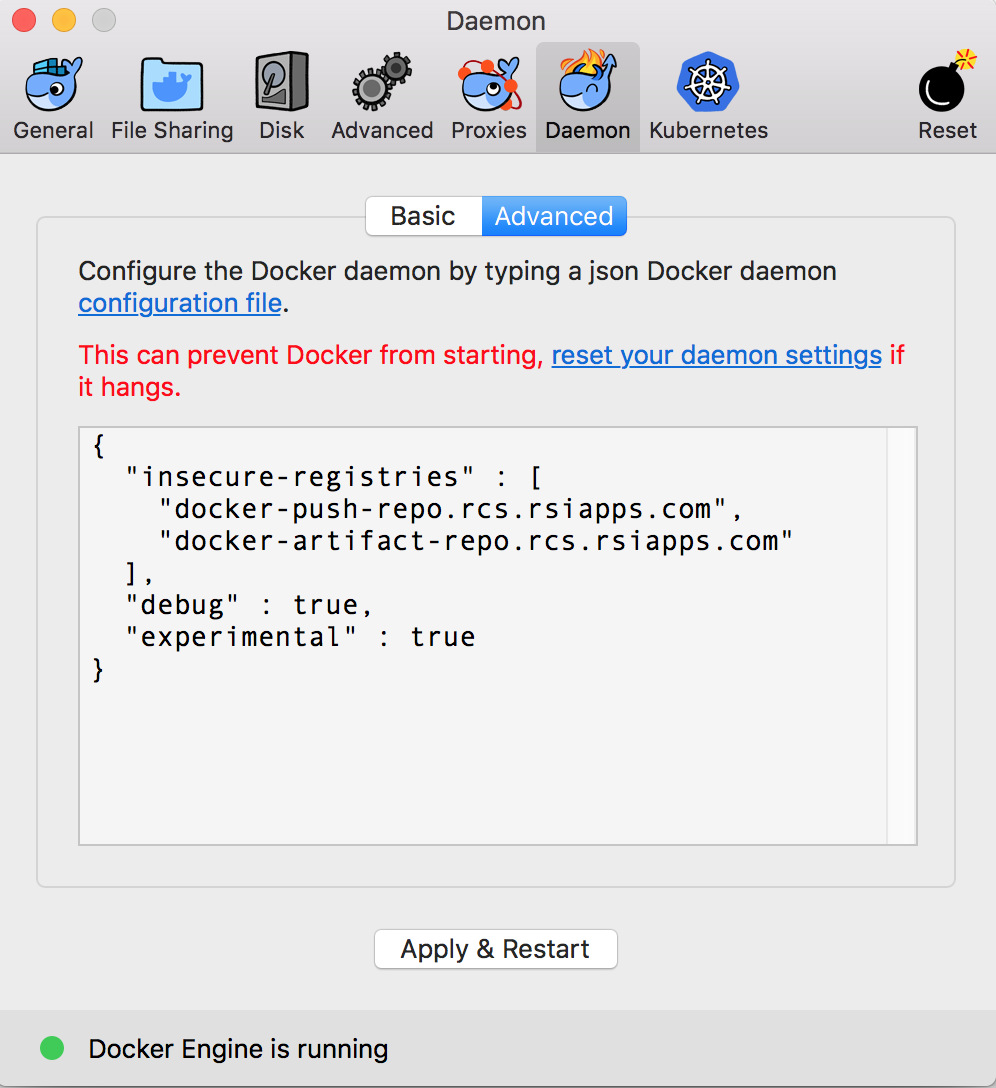 Daemon
General File Sharing Disk Advanced Proxies Daemon Kubernetes Reset
Basic Advanced
Configure the Docker daemon by typing a json Docker daemon
configuration file.
This can prevent Docker from starting, reset your daemon settings if
it hangs.
{
  "insecure-registries" : [
    "docker-push-repo.rcs.rsiapps.com",
    "docker-artifact-repo.rcs.rsiapps.com"
  ],
  "debug" : true,
  "experimental" : true
}
Apply & Restart
Docker Engine is running